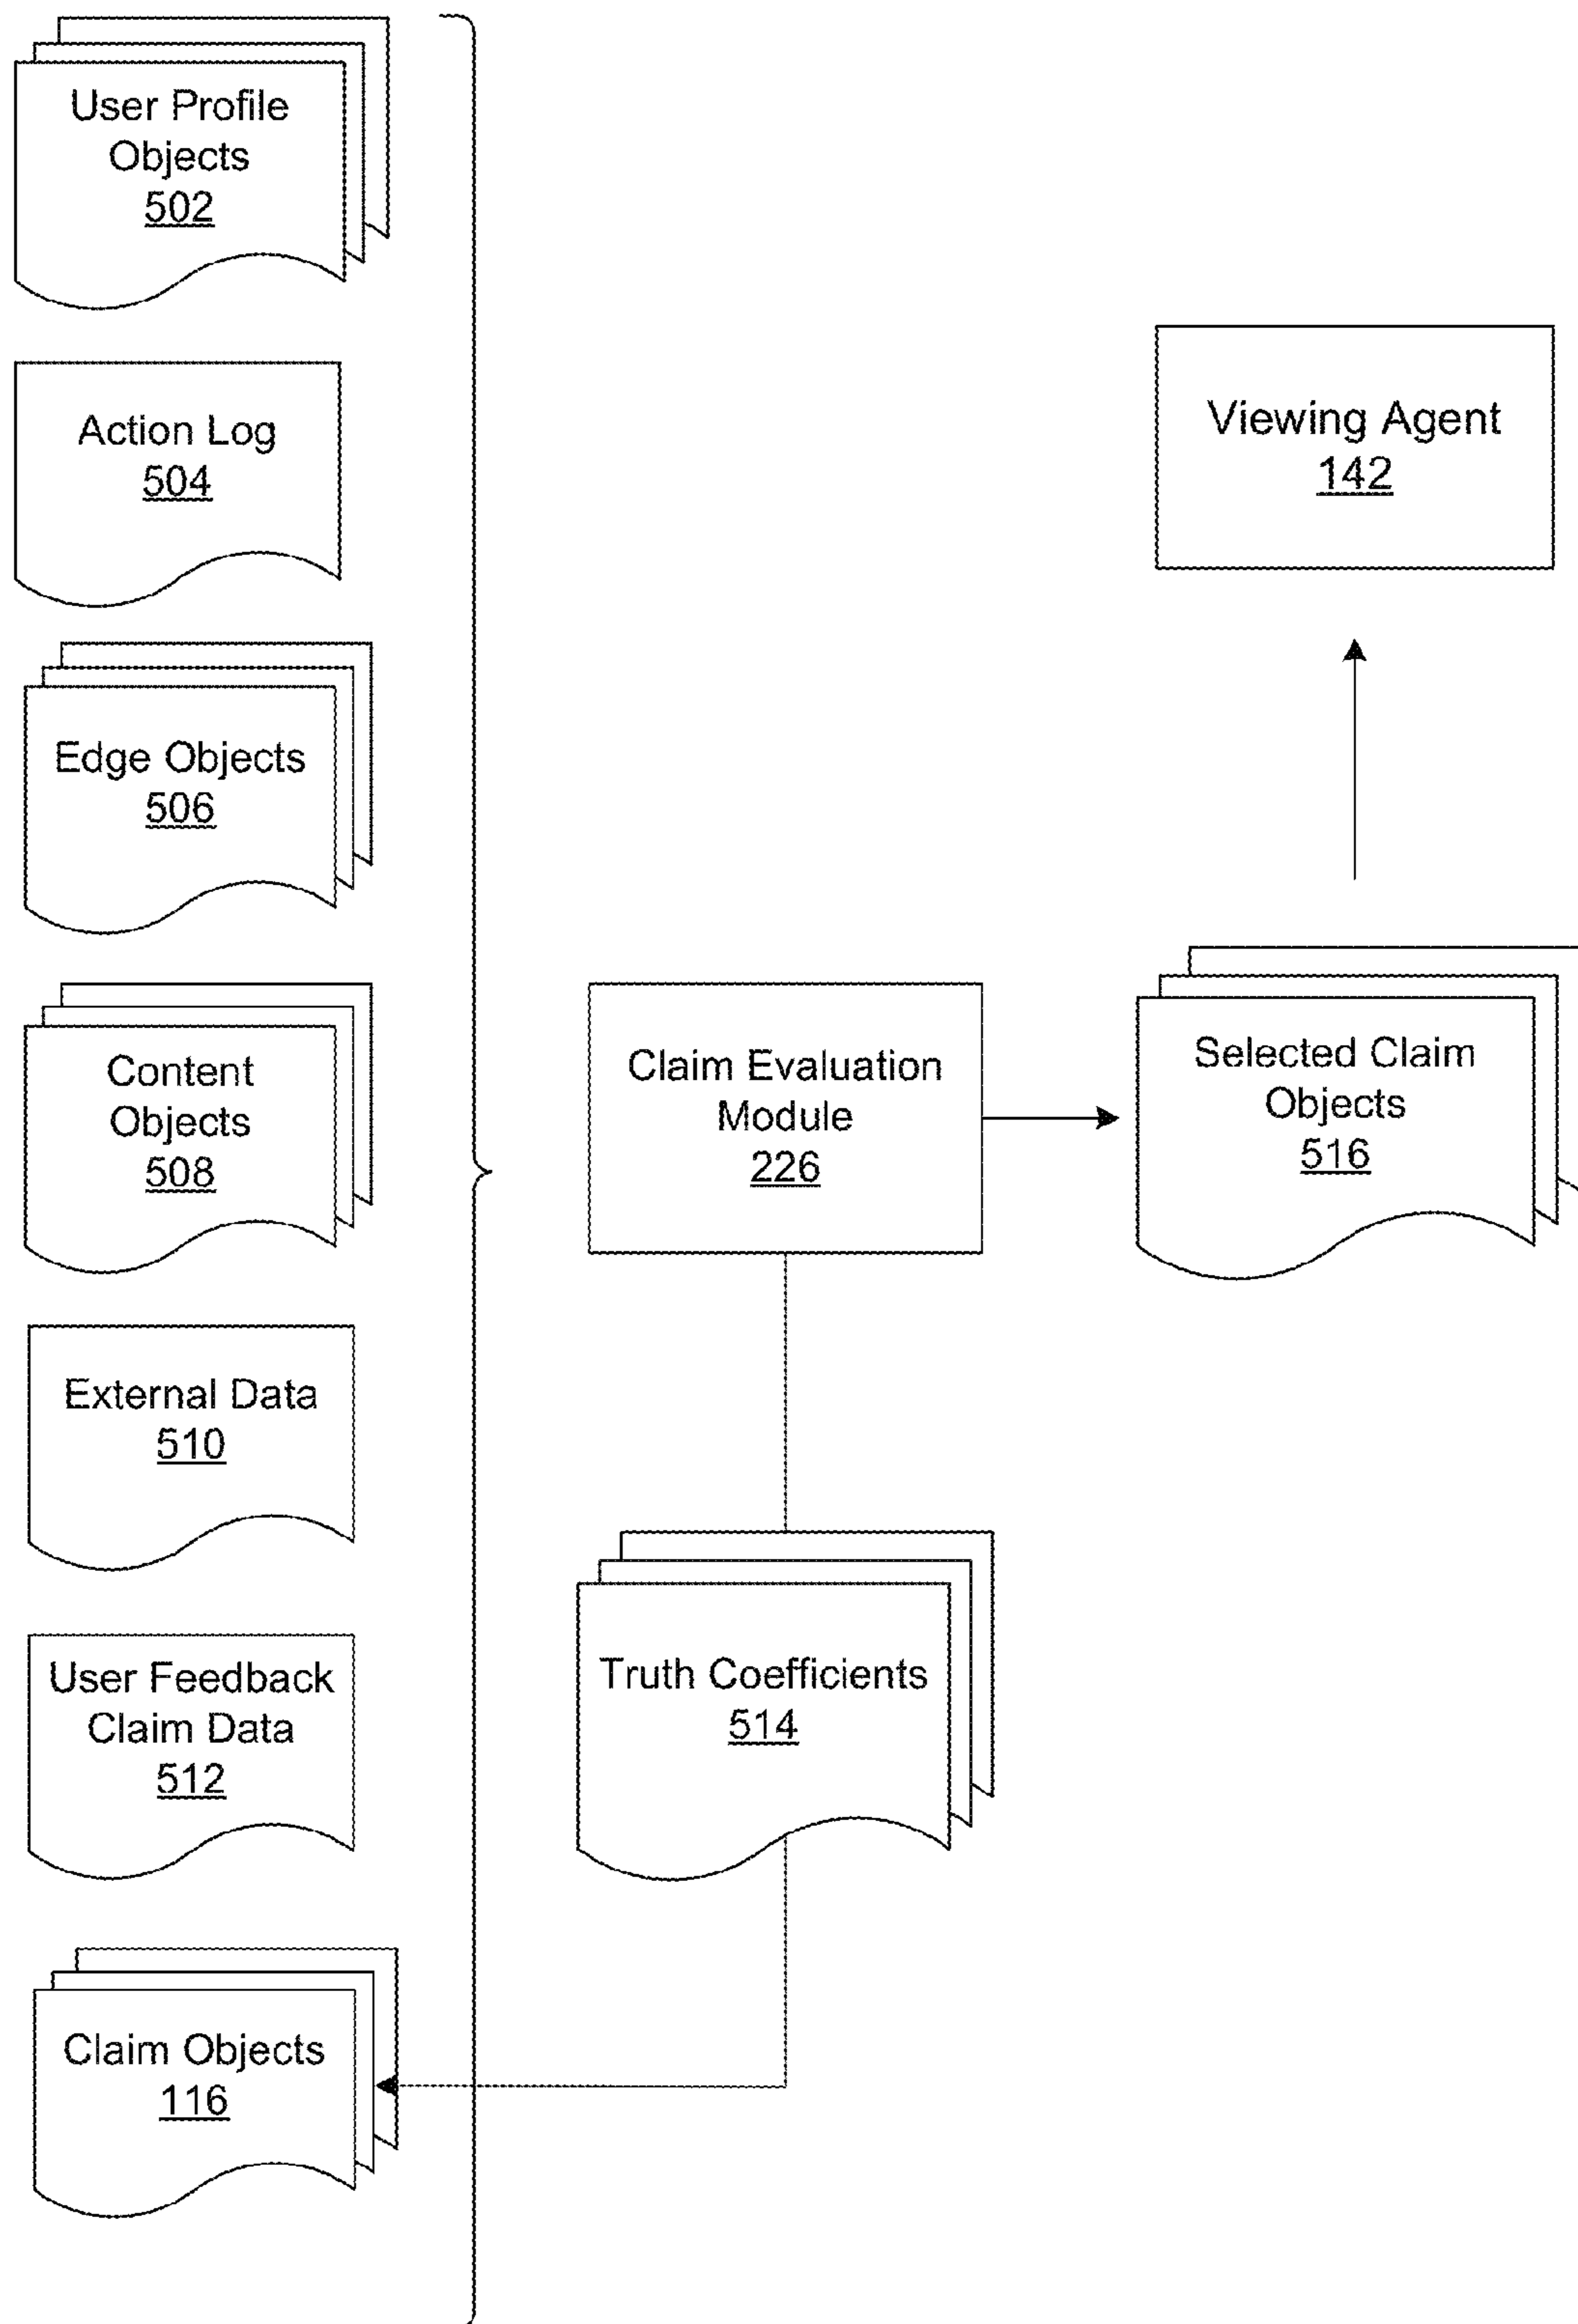 User Profile
Objects
502
Action Log
504
Edge Objects
506
Content
Objects
508
External Data
510
User Feedback
Claim Data
512
Claim Objects
116
Claim Evaluation
Module
226
Truth Coefficients
514
Viewing Agent
142
Selected Claim
Objects
516